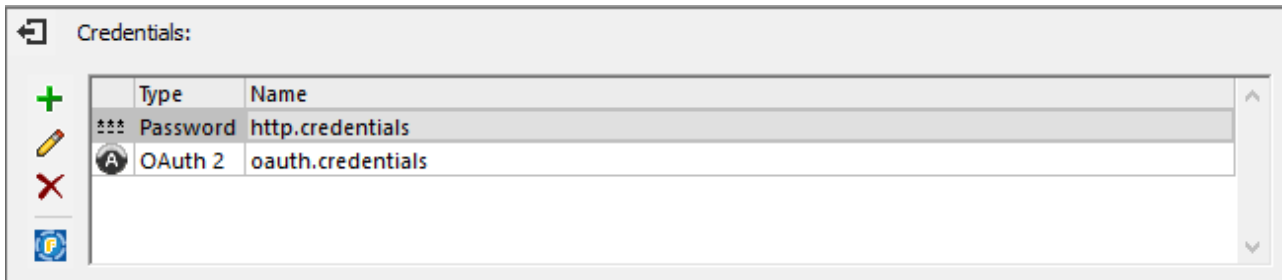 Credentials:
Type Name
*** Password http.credentials
A OAuth 2 oauth.credentials
F